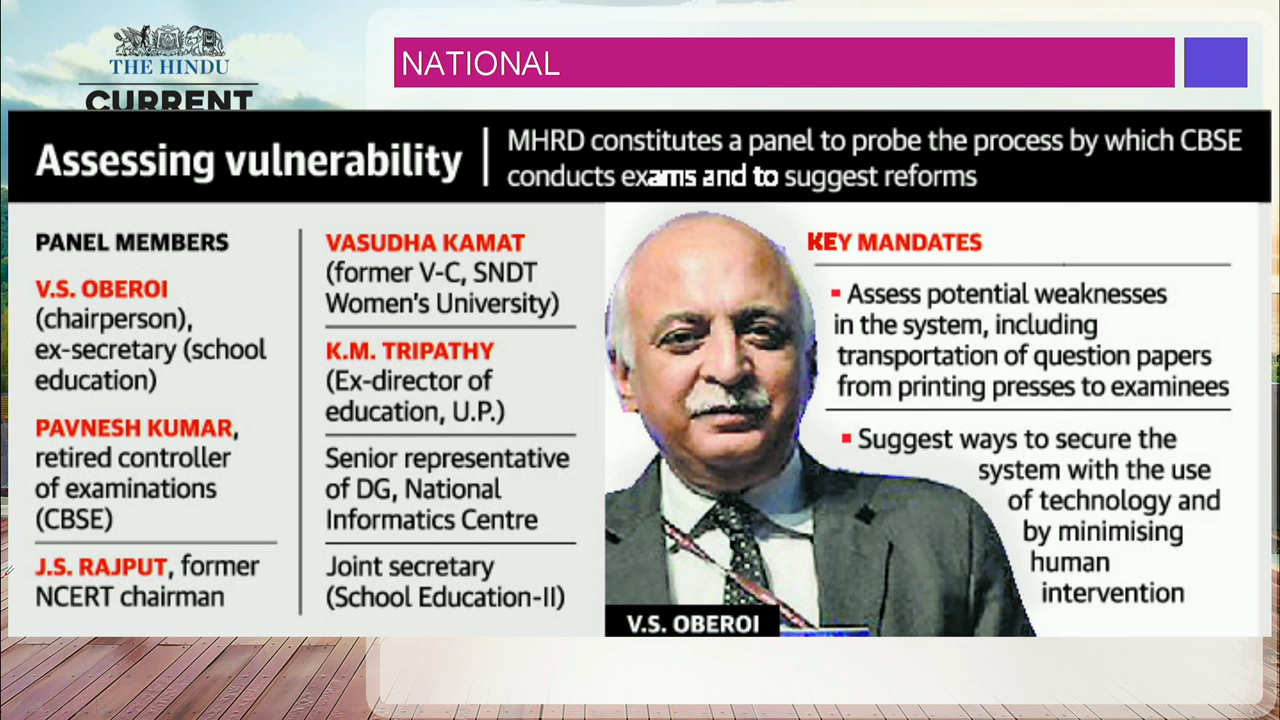 THE HINDU
CURRENT
NATIONAL
Assessing vulnerability
MHRD constitutes a panel to probe the process by which CBSE
conducts exams and to suggest reforms
PANEL MEMBERS
V.S. OBEROI
(chairperson),
ex-secretary (school
education)
PAVNESH KUMAR,
retired controller
of examinations
(CBSE)
J.S. RAJPUT, former
NCERT chairman
VASUDHA KAMAT
(former V-C, SNDT
Women's University)
K.M. TRIPATHY
(Ex-director of
education, U.P.)
Senior representative
of DG, National
Informatics Centre
Joint secretary
(School Education-II)
V.S. OBEROI
KEY MANDATES
▪ Assess potential weaknesses
in the system, including
transportation of question papers
from printing presses to examinees
▪ Suggest ways to secure the
system with the use
of technology and
by minimising
human
intervention